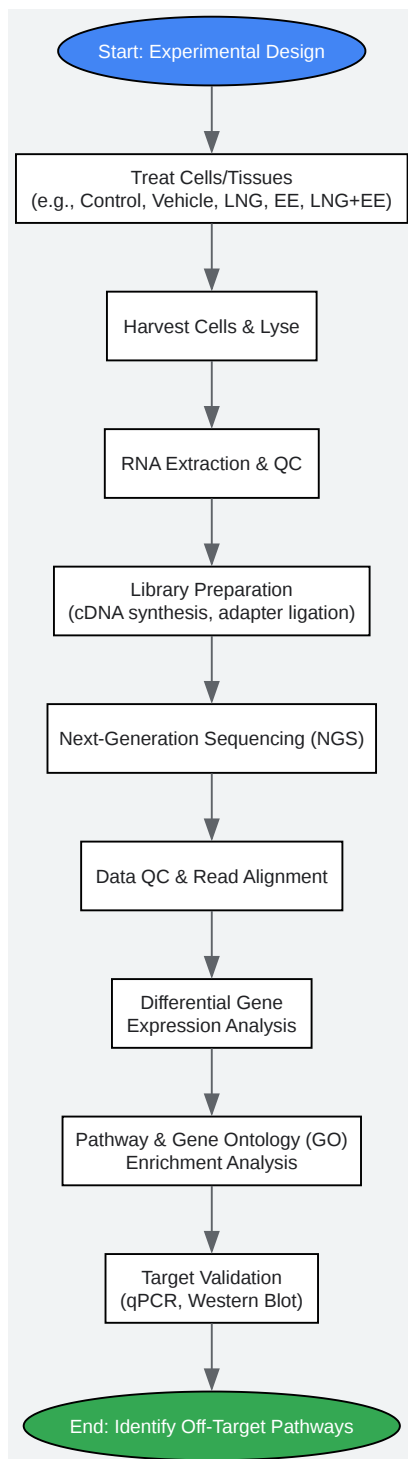 Start: Experimental Design
Treat Cells/Tissues
(e.g., Control, Vehicle, LNG, EE, LNG+EE)
Harvest Cells & Lyse
RNA Extraction & QC
Library Preparation
(cDNA synthesis, adapter ligation)
Next-Generation Sequencing (NGS)
Data QC & Read Alignment
Differential Gene
Expression Analysis
Pathway & Gene Ontology (GO)
Enrichment Analysis
Target Validation
(qPCR, Western Blot)
End: Identify Off-Target Pathways